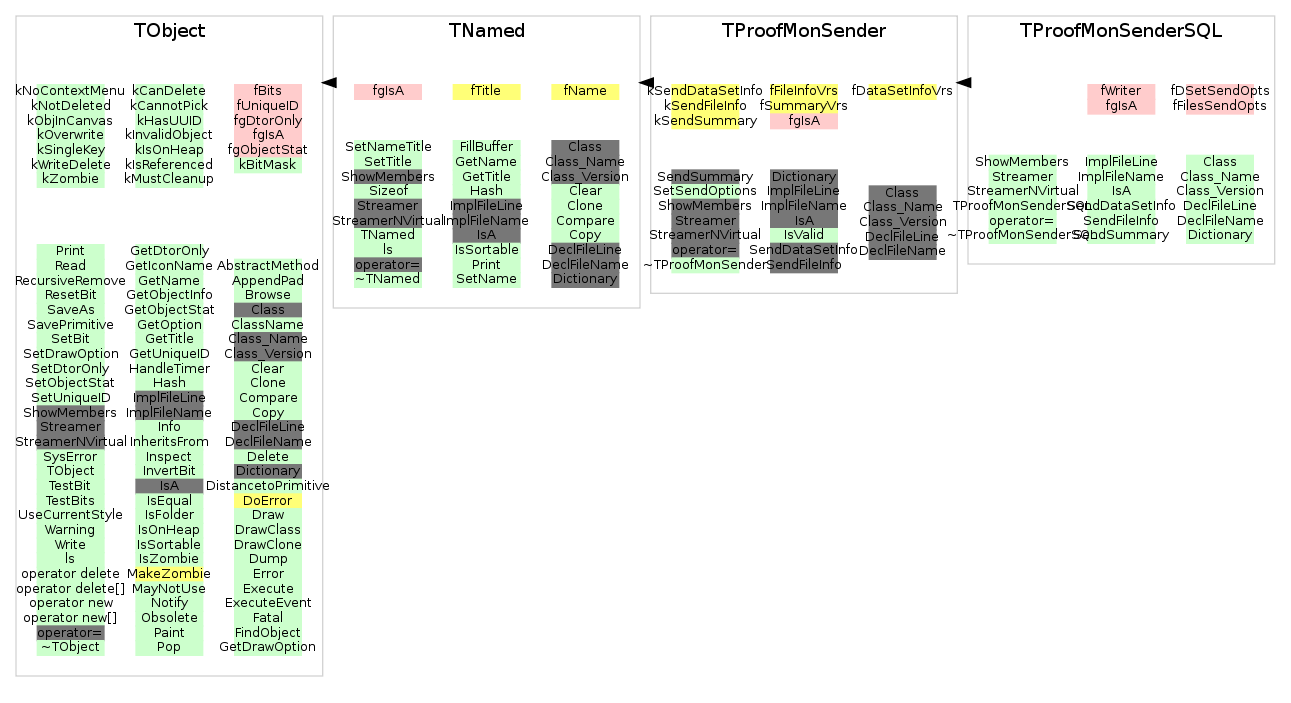 TObject
kNoContextMenu
kNotDeleted
kObjInCanvas
kOverwrite
kSingleKey
kWriteDelete
kZombie
kCanDelete
kCannotPick
kHasUUID
kInvalidObject
kIsOnHeap
kIsReferenced
kMustCleanup
fBits
fUniqueID
fgDtorOnly
fgIsA
fgObjectStat
kBitMask
Print
Read
RecursiveRemove
ResetBit
SaveAs
SavePrimitive
SetBit
SetDrawOption
SetDtorOnly
SetObjectStat
SetUniqueID
ShowMembers
Streamer
StreamerNVirtual
SysError
TObject
TestBit
TestBits
UseCurrentStyle
Warning
Write
ls
operator delete
operator delete[]
operator new
operator new[]
operator=
~TObject
GetDtorOnly
GetIconName
GetName
GetObjectInfo
GetObjectStat
GetOption
GetTitle
GetUniqueID
HandleTimer
Hash
ImplFileLine
ImplFileName
Info
InheritsFrom
Inspect
InvertBit
IsA
IsEqual
IsFolder
IsOnHeap
IsSortable
IsZombie
MakeZombie
MayNotUse
Notify
Obsolete
Paint
Pop
AbstractMethod
AppendPad
Browse
Class
ClassName
Class_Name
Class_Version
Clear
Clone
Compare
Copy
DeclFileLine
DeclFileName
Delete
Dictionary
DistancetoPrimitive
DoError
Draw
DrawClass
DrawClone
Dump
Error
Execute
ExecuteEvent
Fatal
FindObject
GetDrawOption
TNamed
fgIsA
fTitle
fName
SetNameTitle
SetTitle
ShowMembers
Sizeof
Streamer
StreamerNVirtual
TNamed
ls
operator=
~TNamed
FillBuffer
GetName
GetTitle
Hash
ImplFileLine
ImplFileName
IsA
IsSortable
Print
SetName
Class
Class_Name
Class_Version
Clear
Clone
Compare
Copy
DeclFileLine
DeclFileName
Dictionary
TProofMonSender
kSendDataSetInfo
kSendFileInfo
kSendSummary
fFileInfoVrs
fSummaryVrs
fgIsA
fDataSetInfoVrs
SendSummary
SetSendOptions
ShowMembers
Streamer
StreamerNVirtual
operator=
~TProofMonSender
Dictionary
ImplFileLine
ImplFileName
IsA
IsValid
SendDataSetInfo
SendFileInfo
Class
Class_Name
Class_Version
DeclFileLine
DeclFileName
TProofMonSenderSQL
fWriter
fgIsA
fDSetSendOpts
fFilesSendOpts
ShowMembers
Streamer
StreamerNVirtual
TProofMonSenderSQL
operator=
~TProofMonSenderSQL
ImplFileLine
ImplFileName
IsA
SendDataSetInfo
SendFileInfo
SendSummary
Class
Class_Name
Class_Version
DeclFileLine
DeclFileName
Dictionary